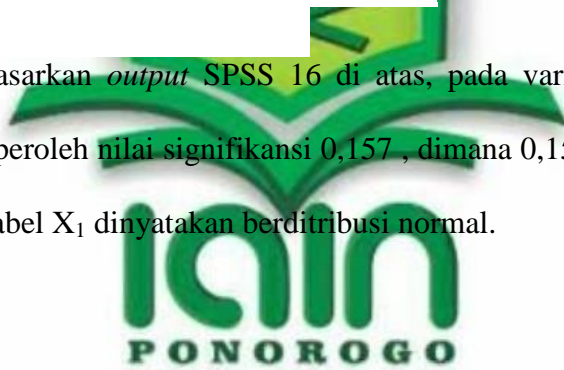 asarkan output SPSS 16 di atas, pada vari
peroleh nilai signifikansi 0,157 , dimana 0,15
abel X₁ dinyatakan berditribusi normal.
iain
PONOROGO